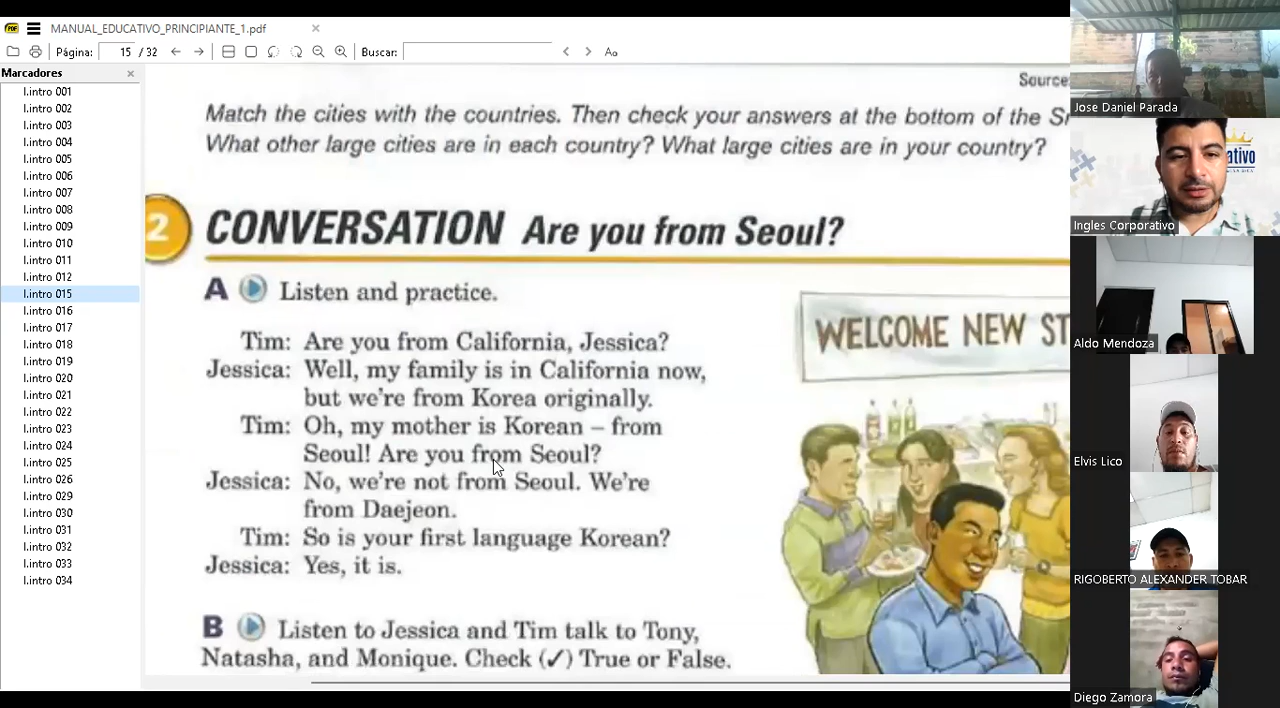 MANUAL_EDUCATIVO_PRINCIPIANTE_1.pdf
Página: 15 / 32
Buscar:
Aa
Marcadores
I.intro 001
I.intro 002
I.intro 003
I.intro 004
I.intro 005
I.intro 006
I.intro 007
I.intro 008
I.intro 009
I.intro 010
I.intro 011
I.intro 012
I.intro 015
I.intro 016
I.intro 017
I.intro 018
I.intro 019
I.intro 020
I.intro 021
I.intro 022
I.intro 023
I.intro 024
I.intro 025
I.intro 026
I.intro 029
I.intro 030
I.intro 031
I.intro 032
I.intro 033
I.intro 034
Source:
Match the cities with the countries. Then check your answers at the bottom of the
What other large cities are in each country? What large cities are in your country?
2 CONVERSATION Are you from Seoul?
A Listen and practice.
Tim: Are you from California, Jessica?
Jessica: Well, my family is in California now,
but we're from Korea originally.
Tim: Oh, my mother is Korean – from
Seoul! Are you from Seoul?
Jessica: No, we're not from Seoul. We're
from Daejeon.
Tim: So is your first language Korean?
Jessica: Yes, it is.
WELCOME NEW ST
B Listen to Jessica and Tim talk to Tony,
Natasha, and Monique. Check (✓) True or False.
Jose Daniel Parada
ativo
Ingles Corporativo
Aldo Mendoza
Elvis Lico
RIGOBERTO ALEXANDER TOBAR
Diego Zamora